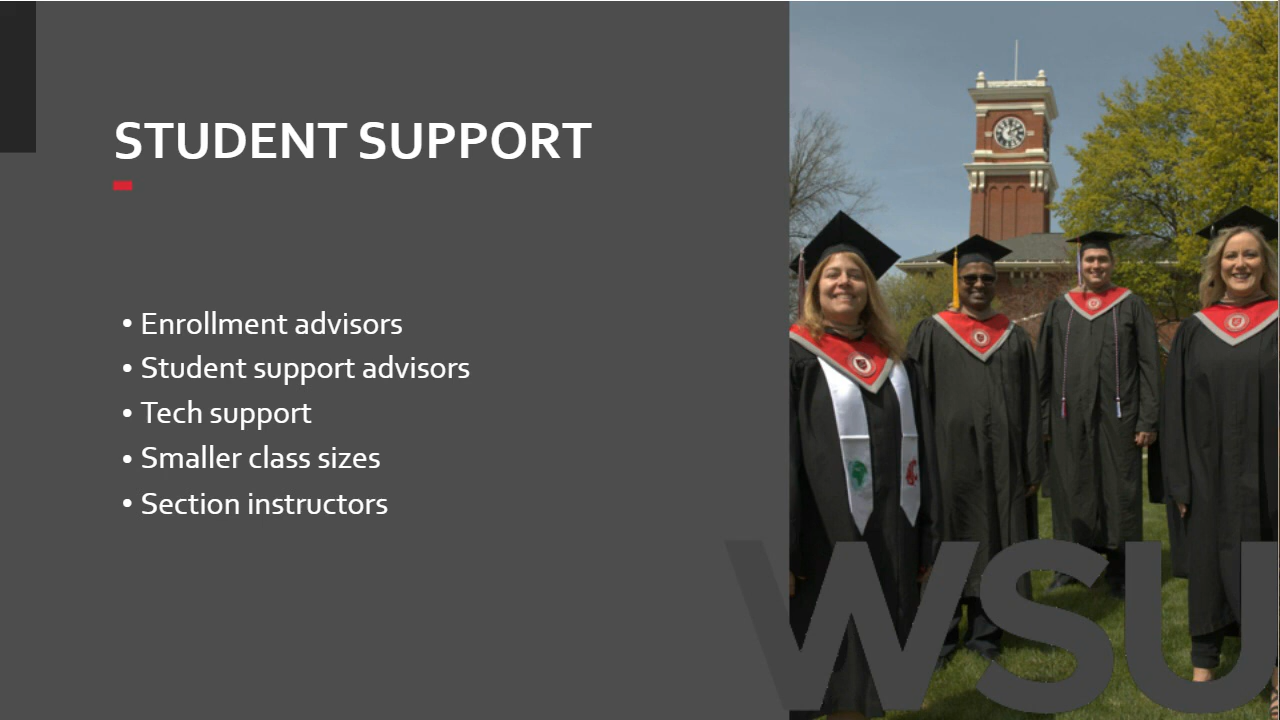 STUDENT SUPPORT
• Enrollment advisors
• Student support advisors
• Tech support
• Smaller class sizes
• Section instructors
WSU